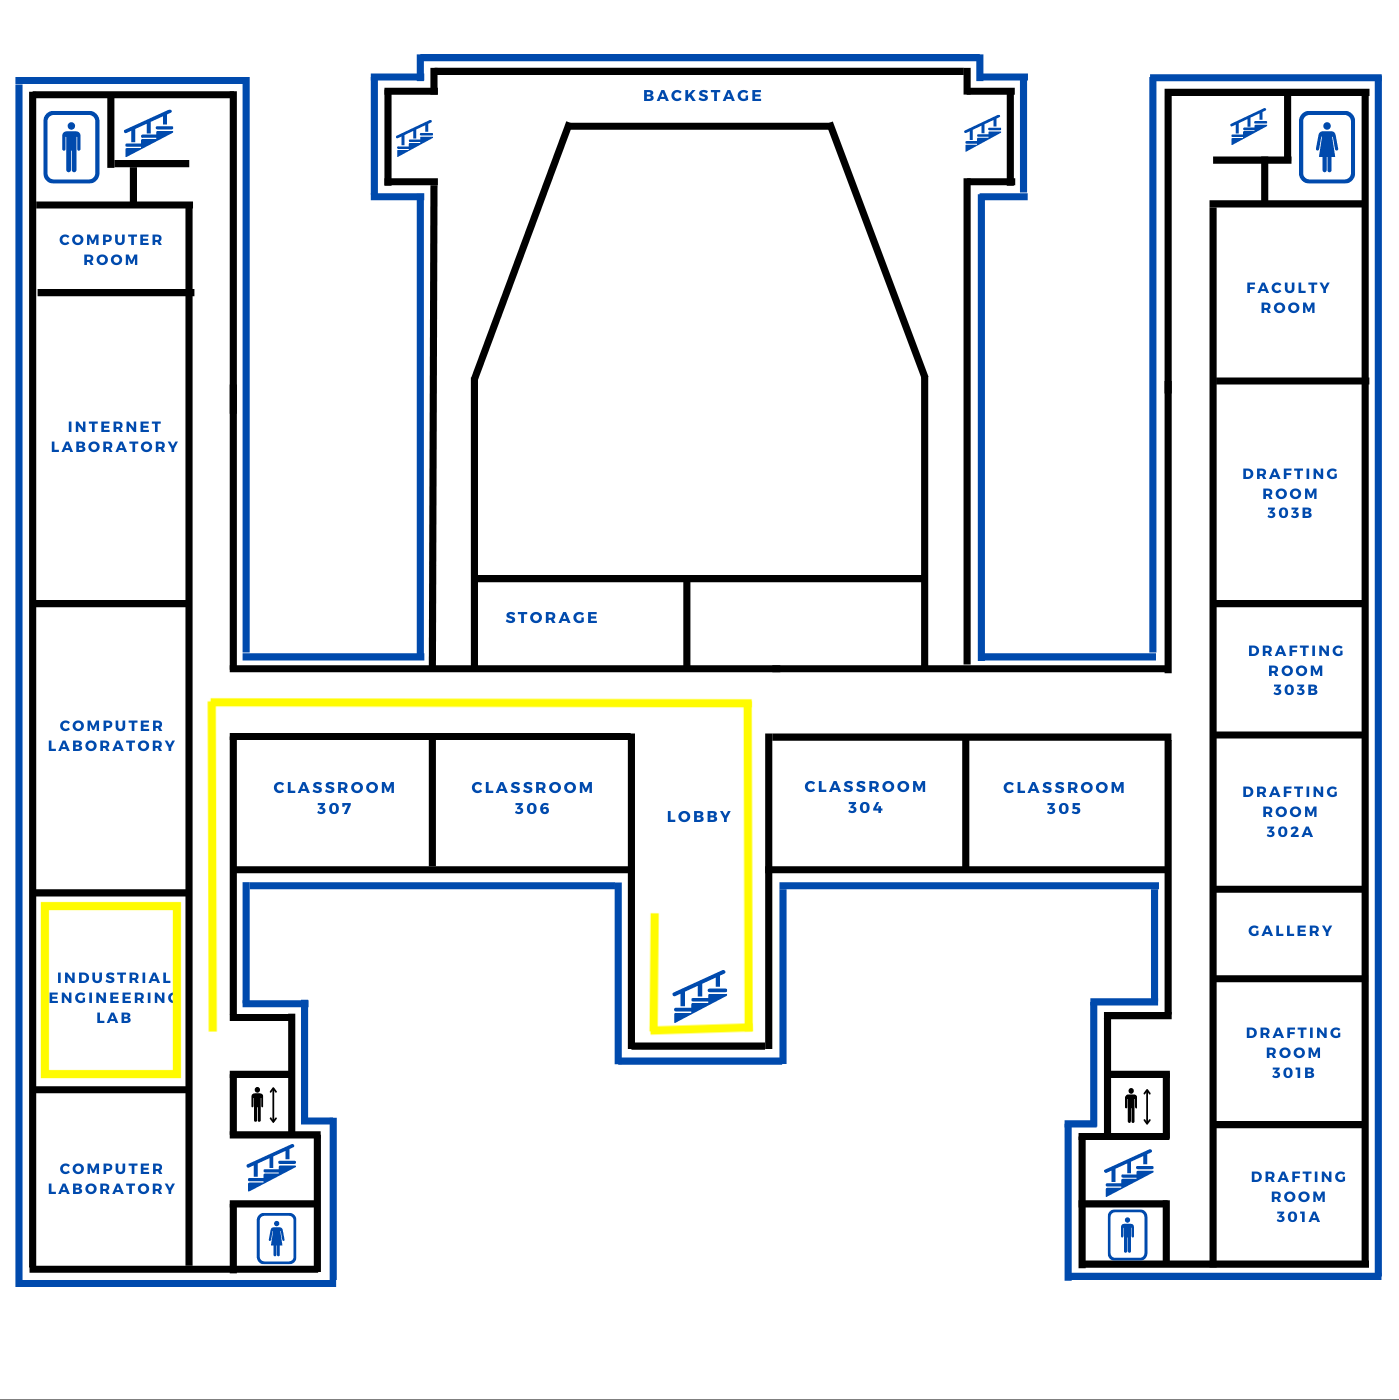 BACKSTAGE
COMPUTER
ROOM
INTERNET
LABORATORY
COMPUTER
LABORATORY
INDUSTRIAL
ENGINEERING
LAB
COMPUTER
LABORATORY
STORAGE
CLASSROOM
307
CLASSROOM
306
LOBBY
CLASSROOM
304
CLASSROOM
305
FACULTY
ROOM
DRAFTING
ROOM
303B
DRAFTING
ROOM
303B
DRAFTING
ROOM
302A
GALLERY
DRAFTING
ROOM
301B
DRAFTING
ROOM
301A